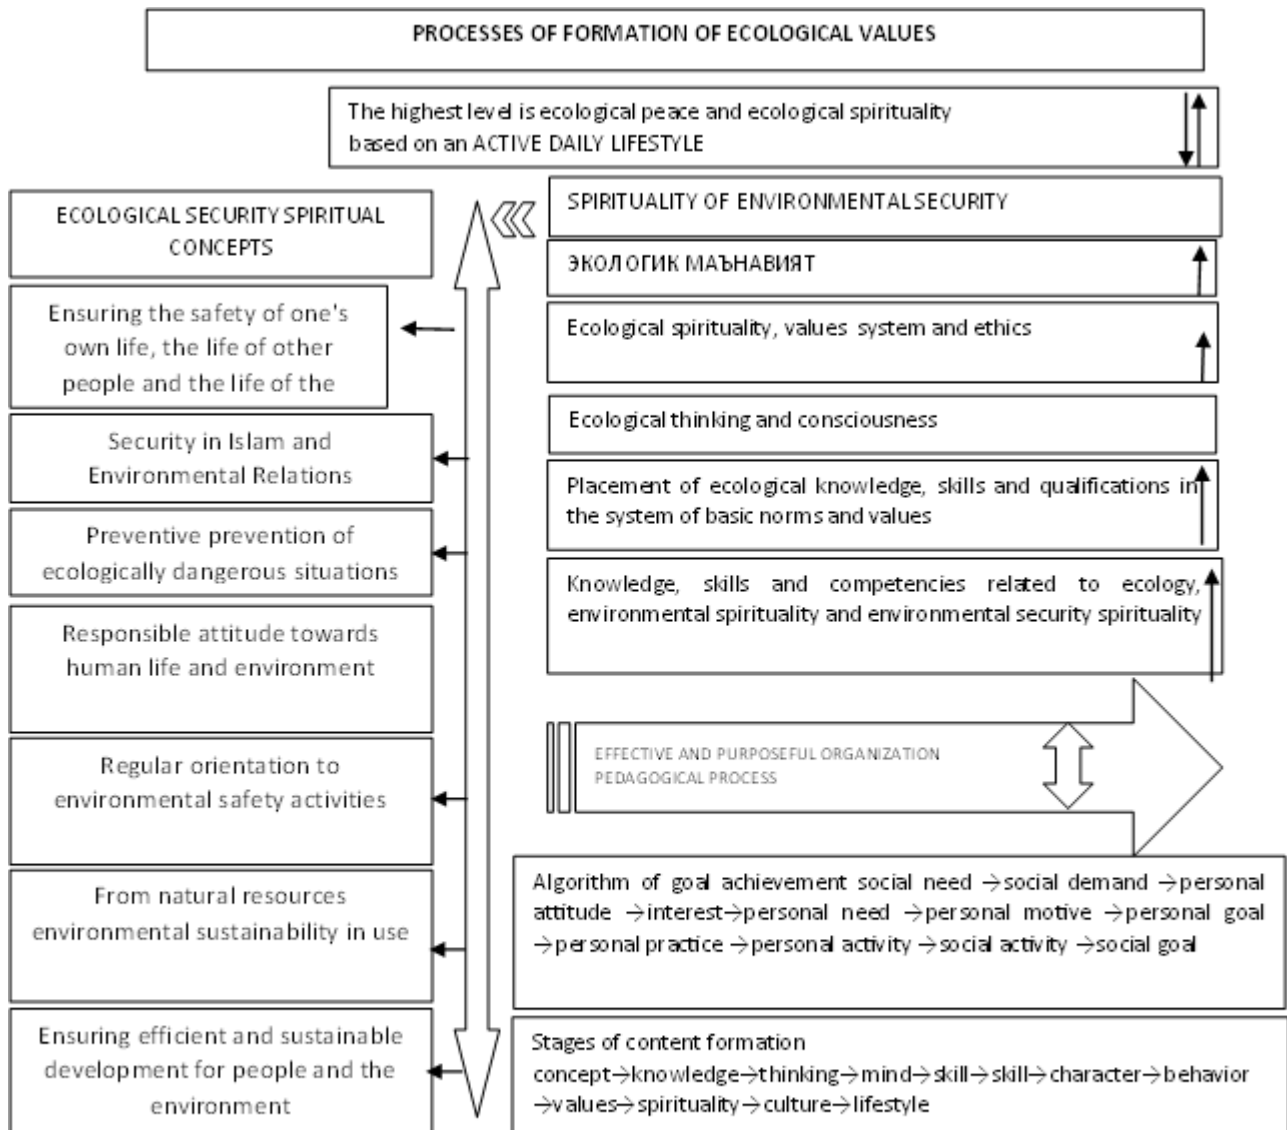 PROCESSES OF FORMATION OF ECOLOGICAL VALUES
The highest level is ecological peace and ecological spirituality
based on an ACTIVE DAILY LIFESTYLE
ECOLOGICAL SECURITY SPIRITUAL
CONCEPTS
Ensuring the safety of one's
own life, the life of other
people and the life of the
Security in Islam and
Environmental Relations
Preventive prevention of
ecologically dangerous situations
Responsible attitude towards
human life and environment
Regular orientation to
environmental safety activities
From natural resources
environmental sustainability in use
Ensuring efficient and sustainable
development for people and the
environment
SPIRITUALITY OF ENVIRONMENTAL SECURITY
ЭКОЛОГИК МАЪНАВИЯТ
Ecological spirituality, values system and ethics
Ecological thinking and consciousness
Placement of ecological knowledge, skills and qualifications in
the system of basic norms and values
Knowledge, skills and competencies related to ecology,
environmental spirituality and environmental security spirituality
EFFECTIVE AND PURPOSEFUL ORGANIZATION
PEDAGOGICAL PROCESS
Algorithm of goal achievement social need →social demand →personal
attitude →interest→personal need →personal motive →personal goal
→personal practice →personal activity →social activity →social goal
Stages of content formation
concept→knowledge→thinking→mind→skill→skill→character→behavior
→values→spirituality→culture→lifestyle